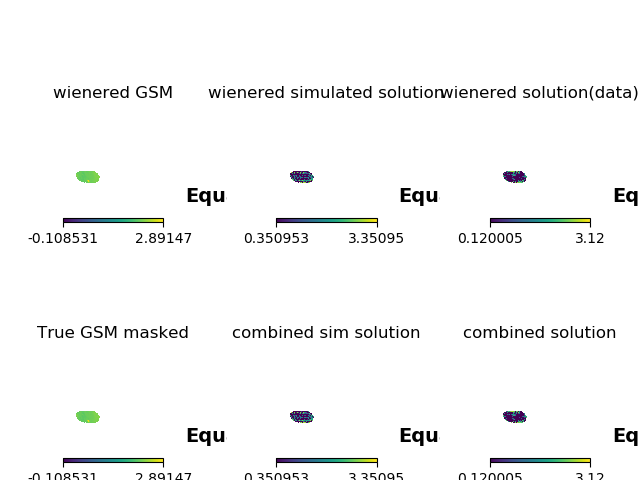 wienered GSM wienered simulated solution wienered solution(data)
Equ Equ Eq
-0.108531 2.89147 0.350953 3.35095 0.120005 3.12
True GSM masked combined sim solution combined solution
Equ Equ Eq
-0.108531 2.89147 0.350953 3.35095 0.120005 3.12